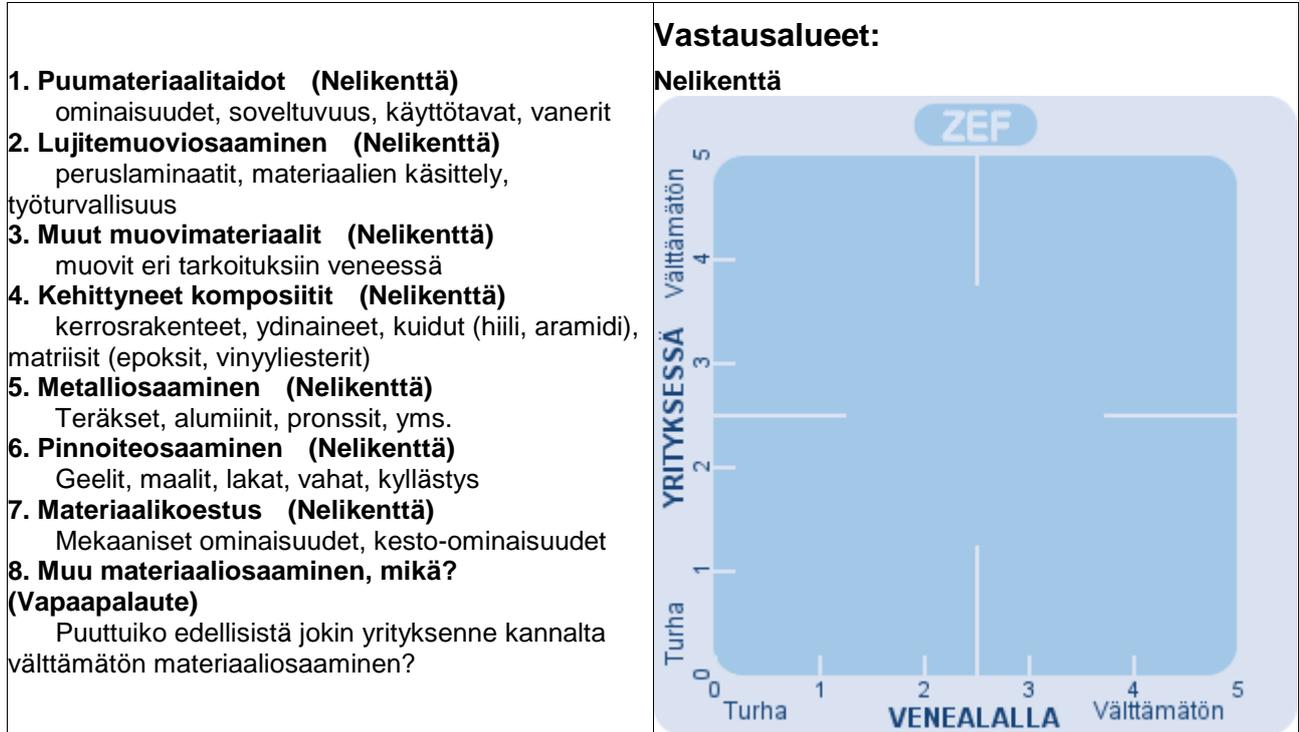 1. Puumateriaalitaidot (Nelikenttä)
ominaisuudet, soveltuvuus, käyttötavat, vanerit
2. Lujitemuoviosaaminen (Nelikenttä)
peruslaminaatit, materiaalien käsittely,
työturvallisuus
3. Muut muovimateriaalit (Nelikenttä)
muovit eri tarkoituksiin veneessä
4. Kehittyneet komposiitit (Nelikenttä)
kerrosrakenteet, ydinaineet, kuidut (hiili, aramidi),
matriisit (epoksit, vinyyliesterit)
5. Metalliosaaminen (Nelikenttä)
Teräkset, alumiinit, pronssit, yms.
6. Pinnoiteosaaminen (Nelikenttä)
Geelit, maalit, lakat, vahat, kyllästys
7. Materiaalikoestus (Nelikenttä)
Mekaaniset ominaisuudet, kesto-ominaisuudet
8. Muu materiaaliosaaminen, mikä?
(Vapaapalaute)
Puuttuiko edellisistä jokin yrityksenne kannalta
välttämätön materiaaliosaaminen?
Vastausalueet:
Nelikenttä
ZEF
0 1 2 3 4 5
Turha YRITYKSESSÄ Välttämätön
0 1 2 3 4 5
Turha VENEALALLA Välttämätön